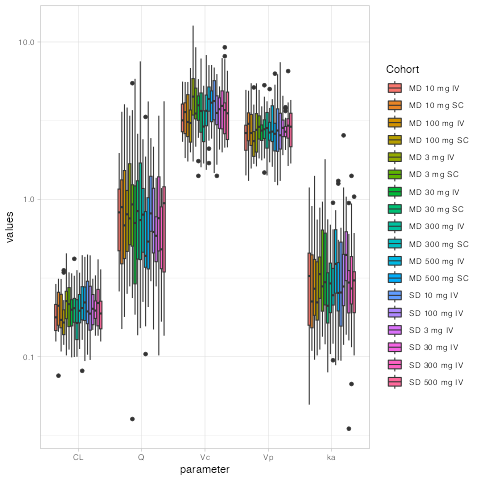 10.0
1.0
0.1
values
CL Q Vc Vp ka
parameter
Cohort
MD 10 mg IV
MD 10 mg SC
MD 100 mg IV
MD 100 mg SC
MD 3 mg IV
MD 3 mg SC
MD 30 mg IV
MD 30 mg SC
MD 300 mg IV
MD 300 mg SC
MD 500 mg IV
MD 500 mg SC
SD 10 mg IV
SD 100 mg IV
SD 3 mg IV
SD 30 mg IV
SD 300 mg IV
SD 500 mg IV